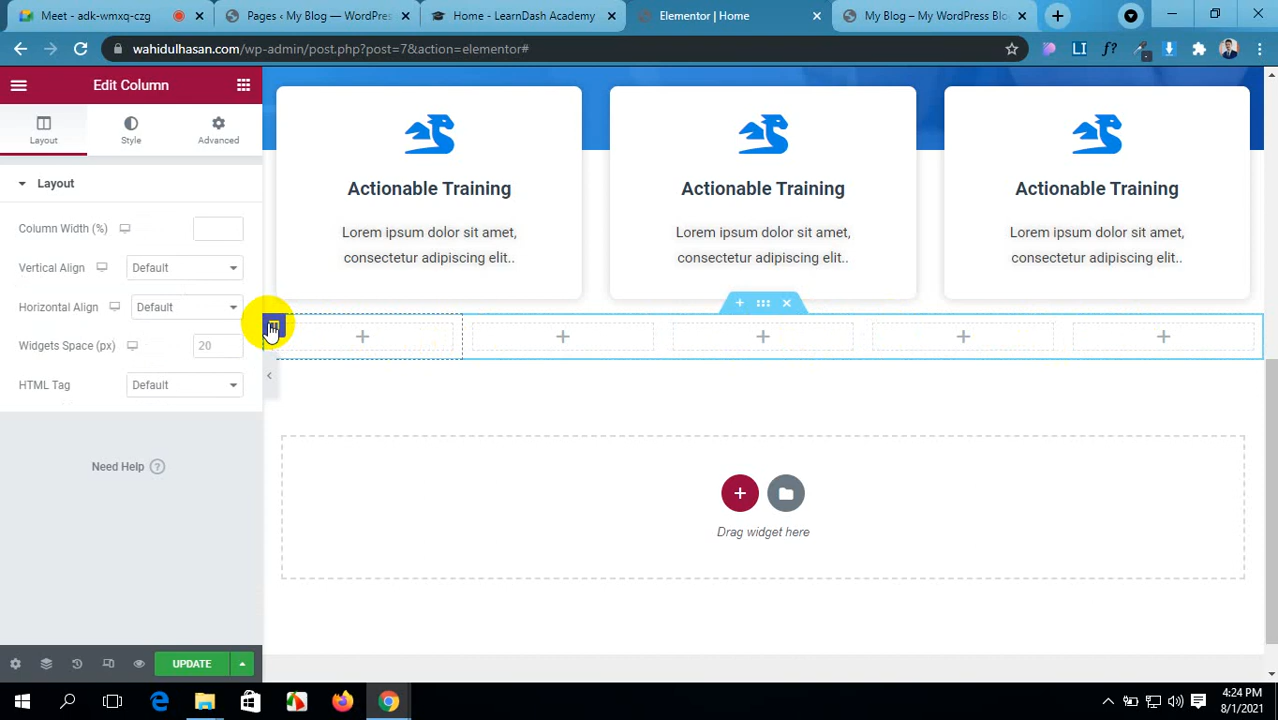 Meet - adk-wmxq-czg
Pages ‹ My Blog — WordPres
Home - LearnDash Academy
Elementor | Home
My Blog – My WordPress Blo
wahidulhasan.com/wp-admin/post.php?post=7&action=elementor#
LI
f?
Edit Column
Layout
Style
Advanced
Layout
Column Width (%)
Vertical Align
Default
Horizontal Align
Default
Widgets Space (px)
20
HTML Tag
Default
Need Help
UPDATE
Actionable Training
Actionable Training
Actionable Training
Lorem ipsum dolor sit amet,
consectetur adipiscing elit..
Lorem ipsum dolor sit amet,
consectetur adipiscing elit..
Lorem ipsum dolor sit amet,
consectetur adipiscing elit..
Drag widget here
4:24 PM
8/1/2021